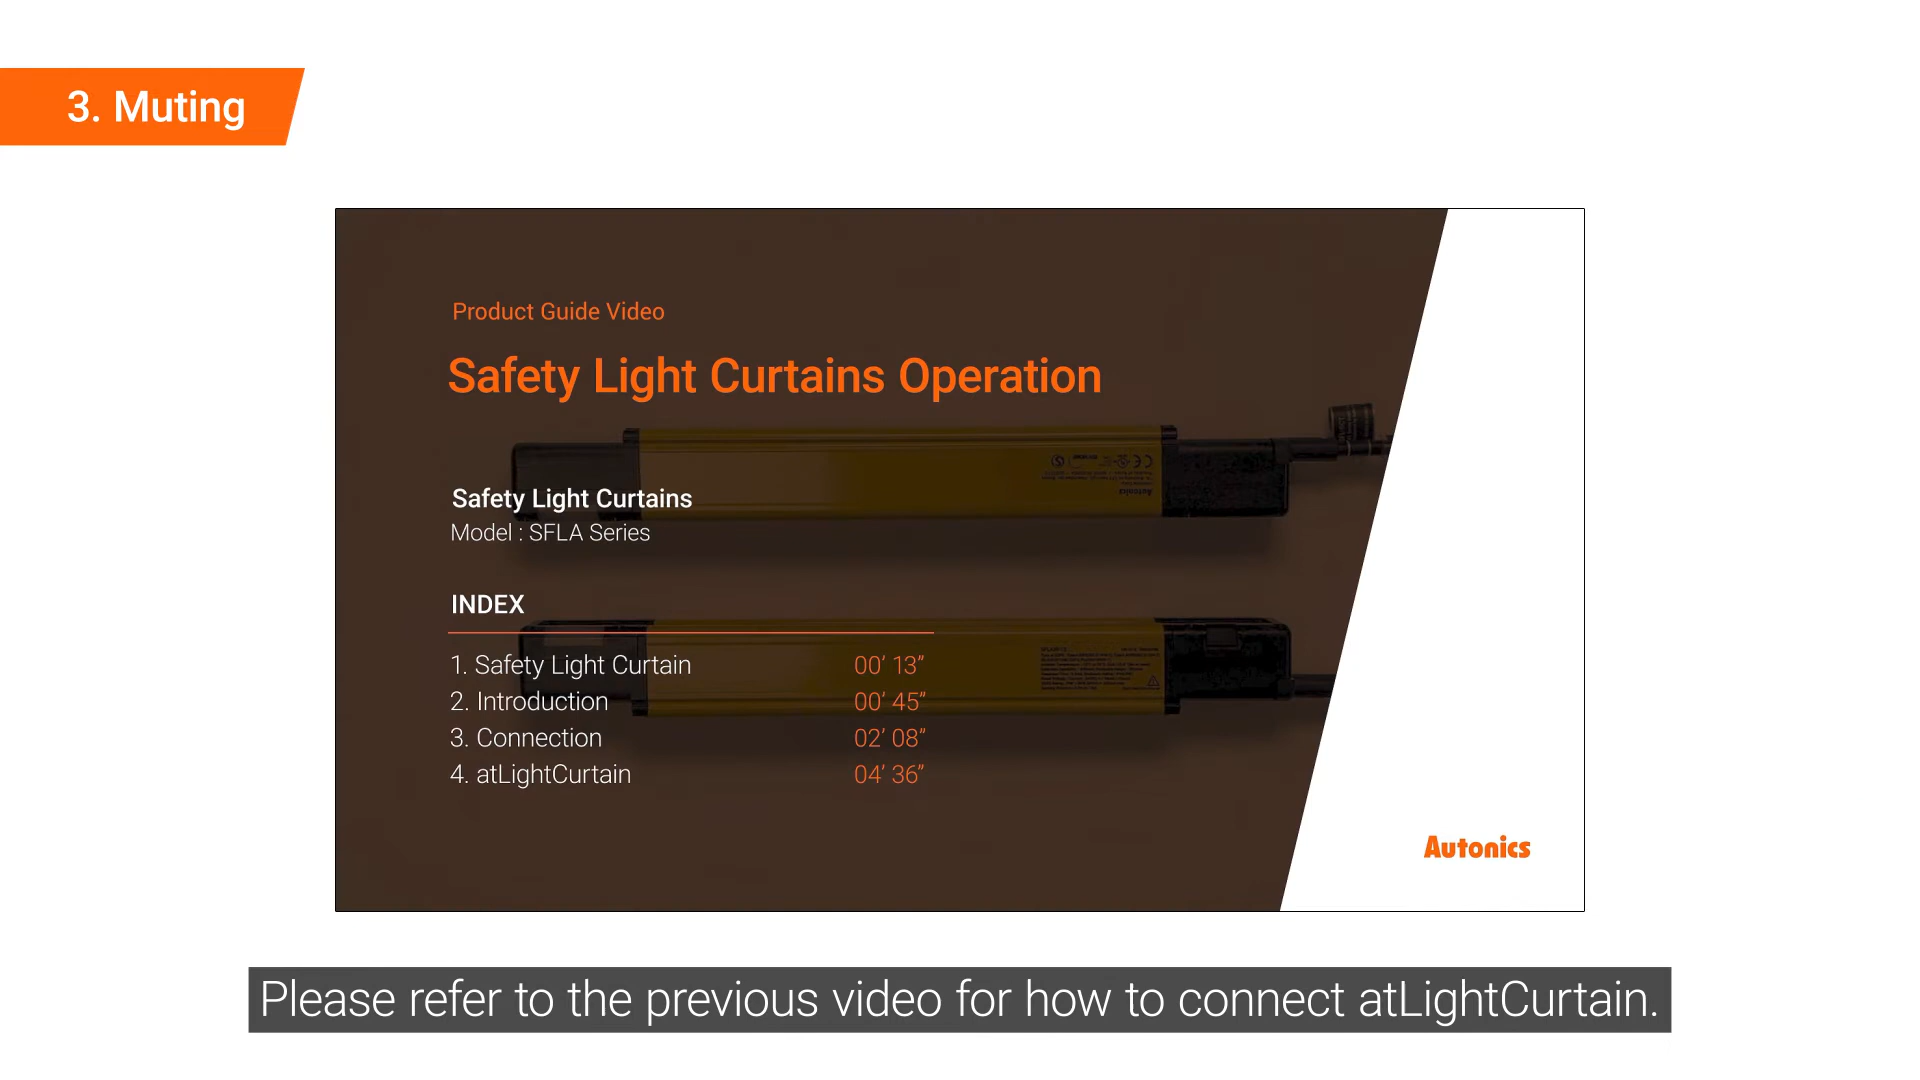 3. Muting
Product Guide Video
Safety Light Curtains Operation
Safety Light Curtains
Model : SFLA Series
INDEX
1. Safety Light Curtain 00’ 13”
2. Introduction 00’ 45”
3. Connection 02’ 08”
4. atLightCurtain 04’ 36”
Autonics
Autonics
Please refer to the previous video for how to connect atLightCurtain.